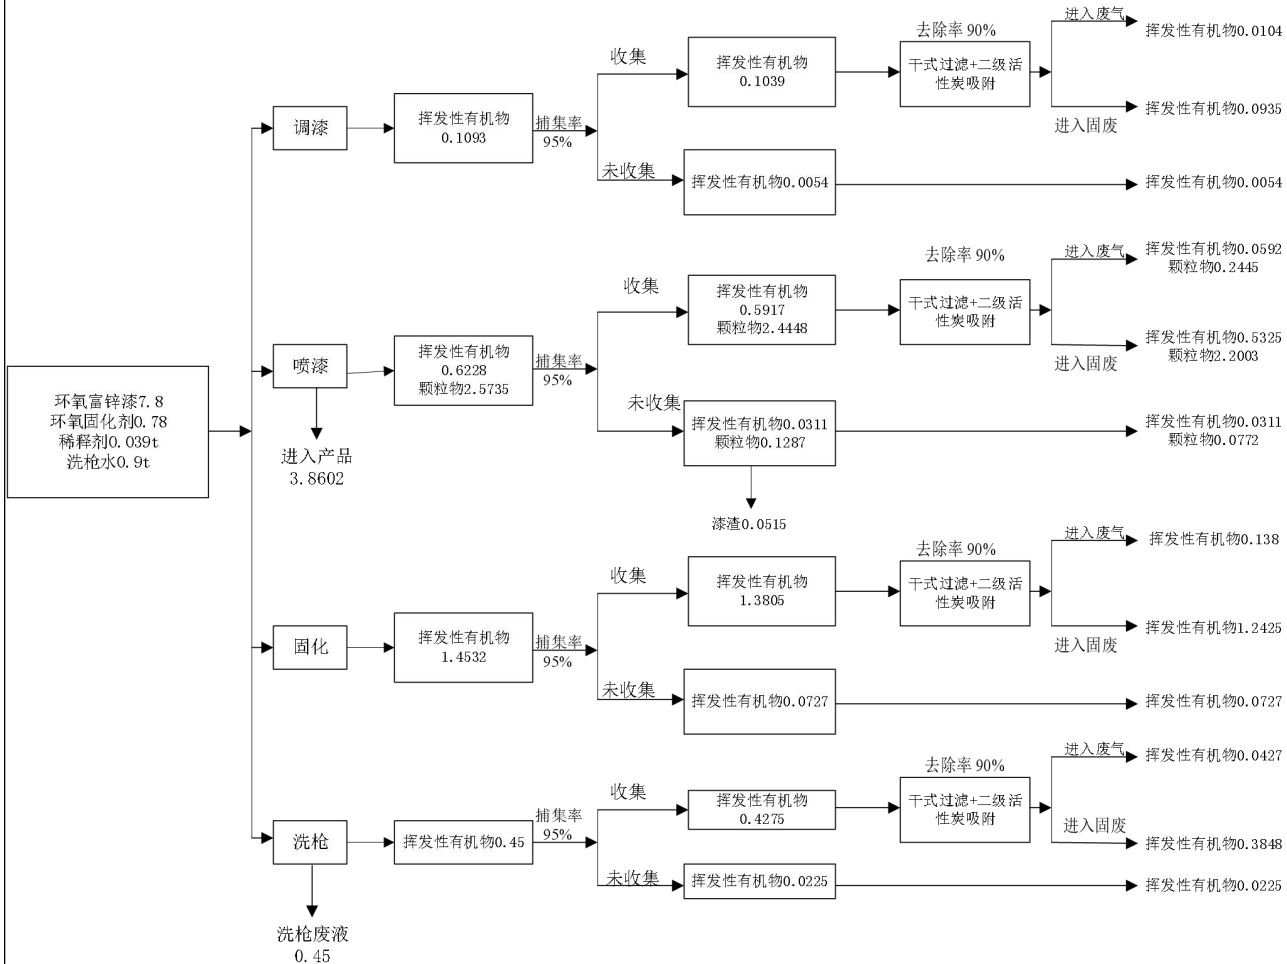 环氧富锌漆7.8
环氧固化剂0.78
稀释剂0.039t
洗枪水0.9t
调漆
挥发性有机物
0.1093
捕集率
95%
收集
挥发性有机物
0.1039
去除率 90%
干式过滤+二级活
性炭吸附
进入废气
挥发性有机物0.0104
进入固废
挥发性有机物0.0935
未收集
挥发性有机物0.0054
挥发性有机物0.0054
喷漆
进入产品
3.8602
挥发性有机物
0.6228
颗粒物2.5735
捕集率
95%
收集
挥发性有机物
0.5917
颗粒物2.4448
去除率 90%
干式过滤+二级活
性炭吸附
进入废气
挥发性有机物0.0592
颗粒物0.2445
进入固废
挥发性有机物0.5325
颗粒物2.2003
未收集
挥发性有机物0.0311
颗粒物0.1287
漆渣0.0515
挥发性有机物0.0311
颗粒物0.0772
固化
挥发性有机物
1.4532
捕集率
95%
收集
挥发性有机物
1.3805
去除率 90%
干式过滤+二级活
性炭吸附
进入废气
挥发性有机物0.138
进入固废
挥发性有机物1.2425
未收集
挥发性有机物0.0727
挥发性有机物0.0727
洗枪
洗枪废液
0.45
挥发性有机物0.45
捕集率
95%
收集
挥发性有机物
0.4275
去除率 90%
干式过滤+二级活
性炭吸附
进入废气
挥发性有机物0.0427
进入固废
挥发性有机物0.3848
未收集
挥发性有机物0.0225
挥发性有机物0.0225